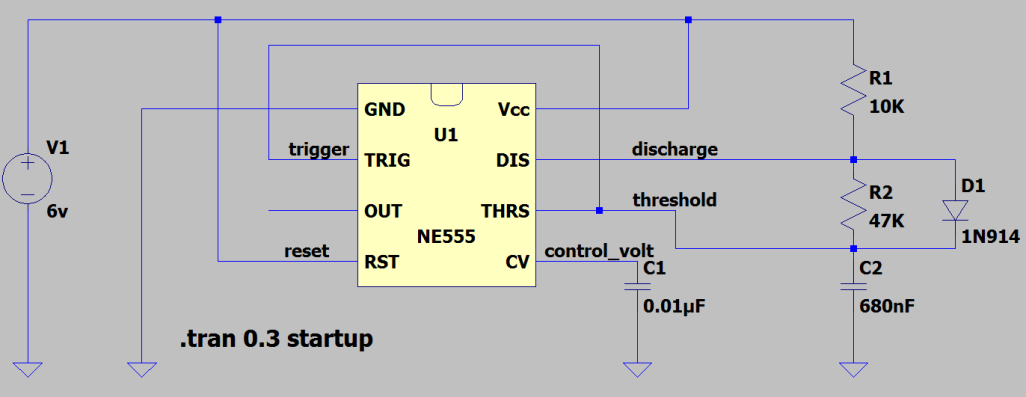 V1
+
−
6v
GND
Vcc
U1
trigger
TRIG
DIS
discharge
OUT
THRS
threshold
NE555
reset
RST
CV
control_volt
R1
10K
R2
47K
D1
1N914
C1
0.01µF
C2
680nF
.tran 0.3 startup